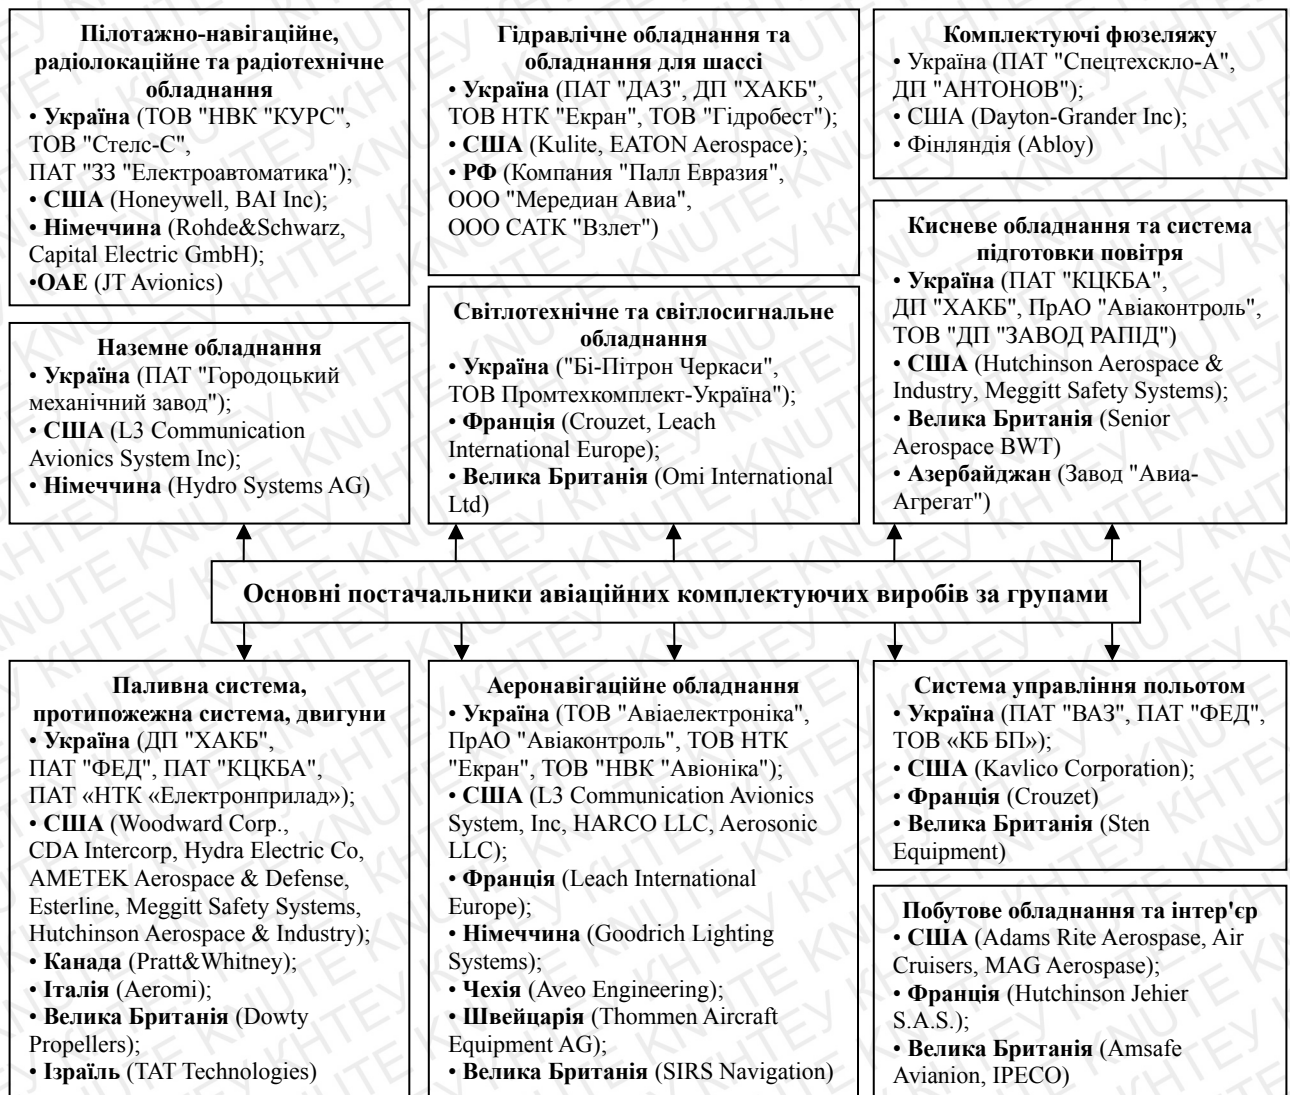 Пілотажно-навігаційне,
радіолокаційне та радіотехнічне
обладнання
• Україна (ТОВ "НВК "КУРС",
ТОВ "Стелс-С",
ПАТ "ЗЗ "Електроавтоматика");
• США (Honeywell, BAI Inc);
• Німеччина (Rohde&Schwarz,
Capital Electric GmbH);
•ОАЕ (JT Avionics)
Наземне обладнання
• Україна (ПАТ "Городоцький
механічний завод");
• США (L3 Communication
Avionics System Inc);
• Німеччина (Hydro Systems AG)
Гідравлічне обладнання та
обладнання для шассі
• Україна (ПАТ "ДАЗ", ДП "ХАКБ",
ТОВ НТК "Екран", ТОВ "Гідробест");
• США (Kulite, EATON Aerospace);
• РФ (Компания "Палл Евразия",
ООО "Мередиан Авиа",
ООО САТК "Взлет")
Світлотехнічне та світлосигнальне
обладнання
• Україна ("Бі-Пітрон Черкаси",
ТОВ Промтехкомплект-Україна");
• Франція (Crouzet, Leach
International Europe);
• Велика Британія (Omi International
Ltd)
Комплектуючі фюзеляжу
• Україна (ПАТ "Спецтехскло-А",
ДП "АНТОНОВ");
• США (Dayton-Grander Inc);
• Фінляндія (Abloy)
Кисневе обладнання та система
підготовки повітря
• Україна (ПАТ "КЦКБА",
ДП "ХАКБ", ПрАО "Авіаконтроль",
ТОВ "ДП "ЗАВОД РАПІД")
• США (Hutchinson Aerospace &
Industry, Meggitt Safety Systems);
• Велика Британія (Senior
Aerospace BWT)
• Азербайджан (Завод "Авиа-
Агрегат")
Основні постачальники авіаційних комплектуючих виробів за групами
Паливна система,
протипожежна система, двигуни
• Україна (ДП "ХАКБ",
ПАТ "ФЕД", ПАТ "КЦКБА",
ПАТ «НТК «Електронприлад»);
• США (Woodward Corp.,
CDA Intercorp, Hydra Electric Co,
AMETEK Aerospace & Defense,
Esterline, Meggitt Safety Systems,
Hutchinson Aerospace & Industry);
• Канада (Pratt&Whitney);
• Італія (Aeromi);
• Велика Британія (Dowty
Propellers);
• Ізраїль (TAT Technologies)
Аеронавігаційне обладнання
• Україна (ТОВ "Авіаелектроніка",
ПрАО "Авіаконтроль", ТОВ НТК
"Екран", ТОВ "НВК "Авіоніка");
• США (L3 Communication Avionics
System, Inc, HARCO LLC, Aerosonic
LLC);
• Франція (Leach International
Europe);
• Німеччина (Goodrich Lighting
Systems);
• Чехія (Aveo Engineering);
• Швейцарія (Thommen Aircraft
Equipment AG);
• Велика Британія (SIRS Navigation)
Система управління польотом
• Україна (ПАТ "ВАЗ", ПАТ "ФЕД",
ТОВ «КБ БП»);
• США (Kavlico Corporation);
• Франція (Crouzet)
• Велика Британія (Sten
Equipment)
Побутове обладнання та інтер'єр
• США (Adams Rite Aerospase, Air
Cruisers, MAG Aerospase);
• Франція (Hutchinson Jehier
S.A.S.);
• Велика Британія (Amsafe
Avianion, IPECO)